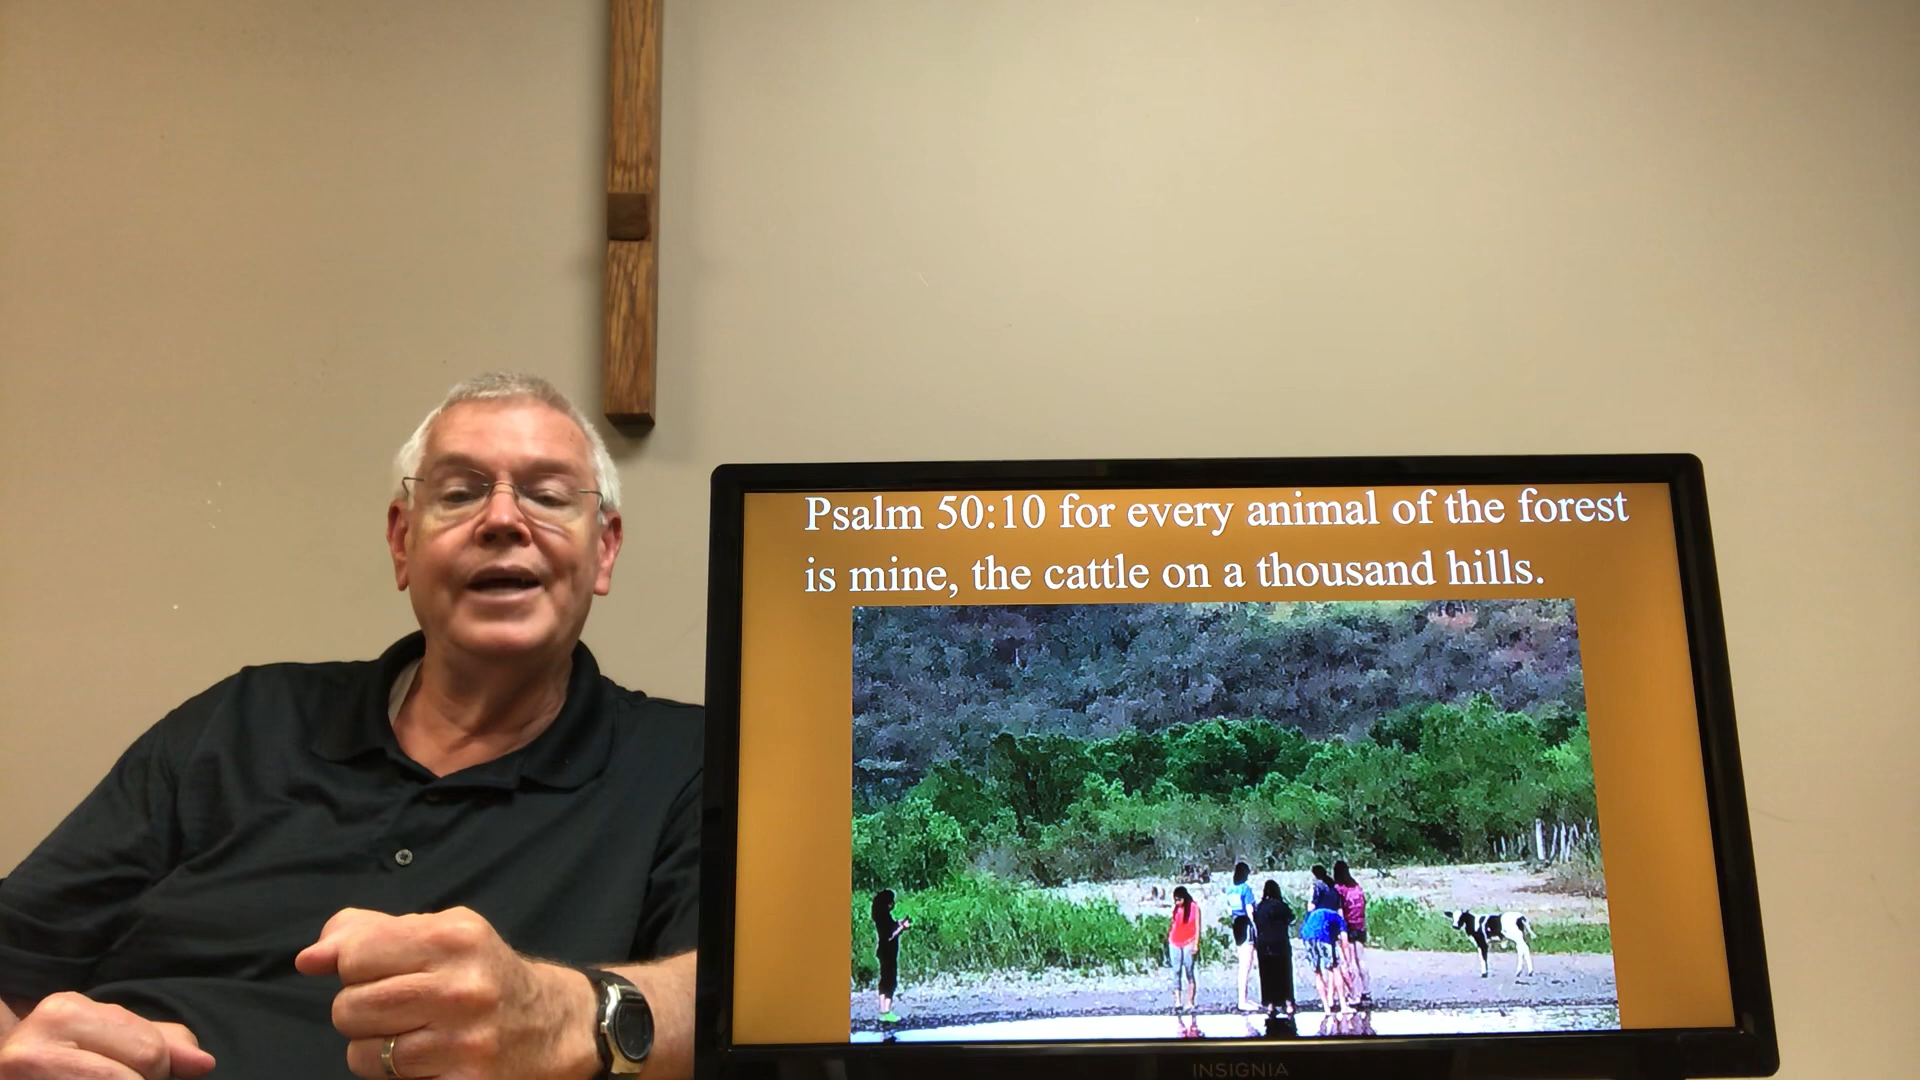 Psalm 50:10 for every animal of the forest
is mine, the cattle on a thousand hills.
INSIGNIA